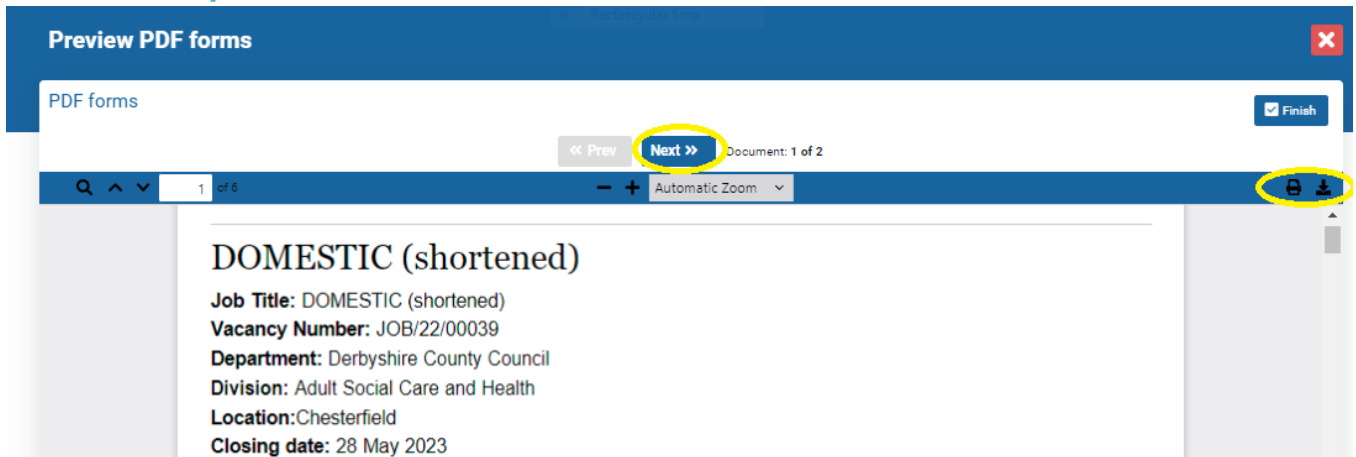 Rectangular Snip
Preview PDF forms
PDF forms
Finish
« Prev Next » Document: 1 of 2
1 of 6 Automatic Zoom
DOMESTIC (shortened)
Job Title: DOMESTIC (shortened)
Vacancy Number: JOB/22/00039
Department: Derbyshire County Council
Division: Adult Social Care and Health
Location:Chesterfield
Closing date: 28 May 2023